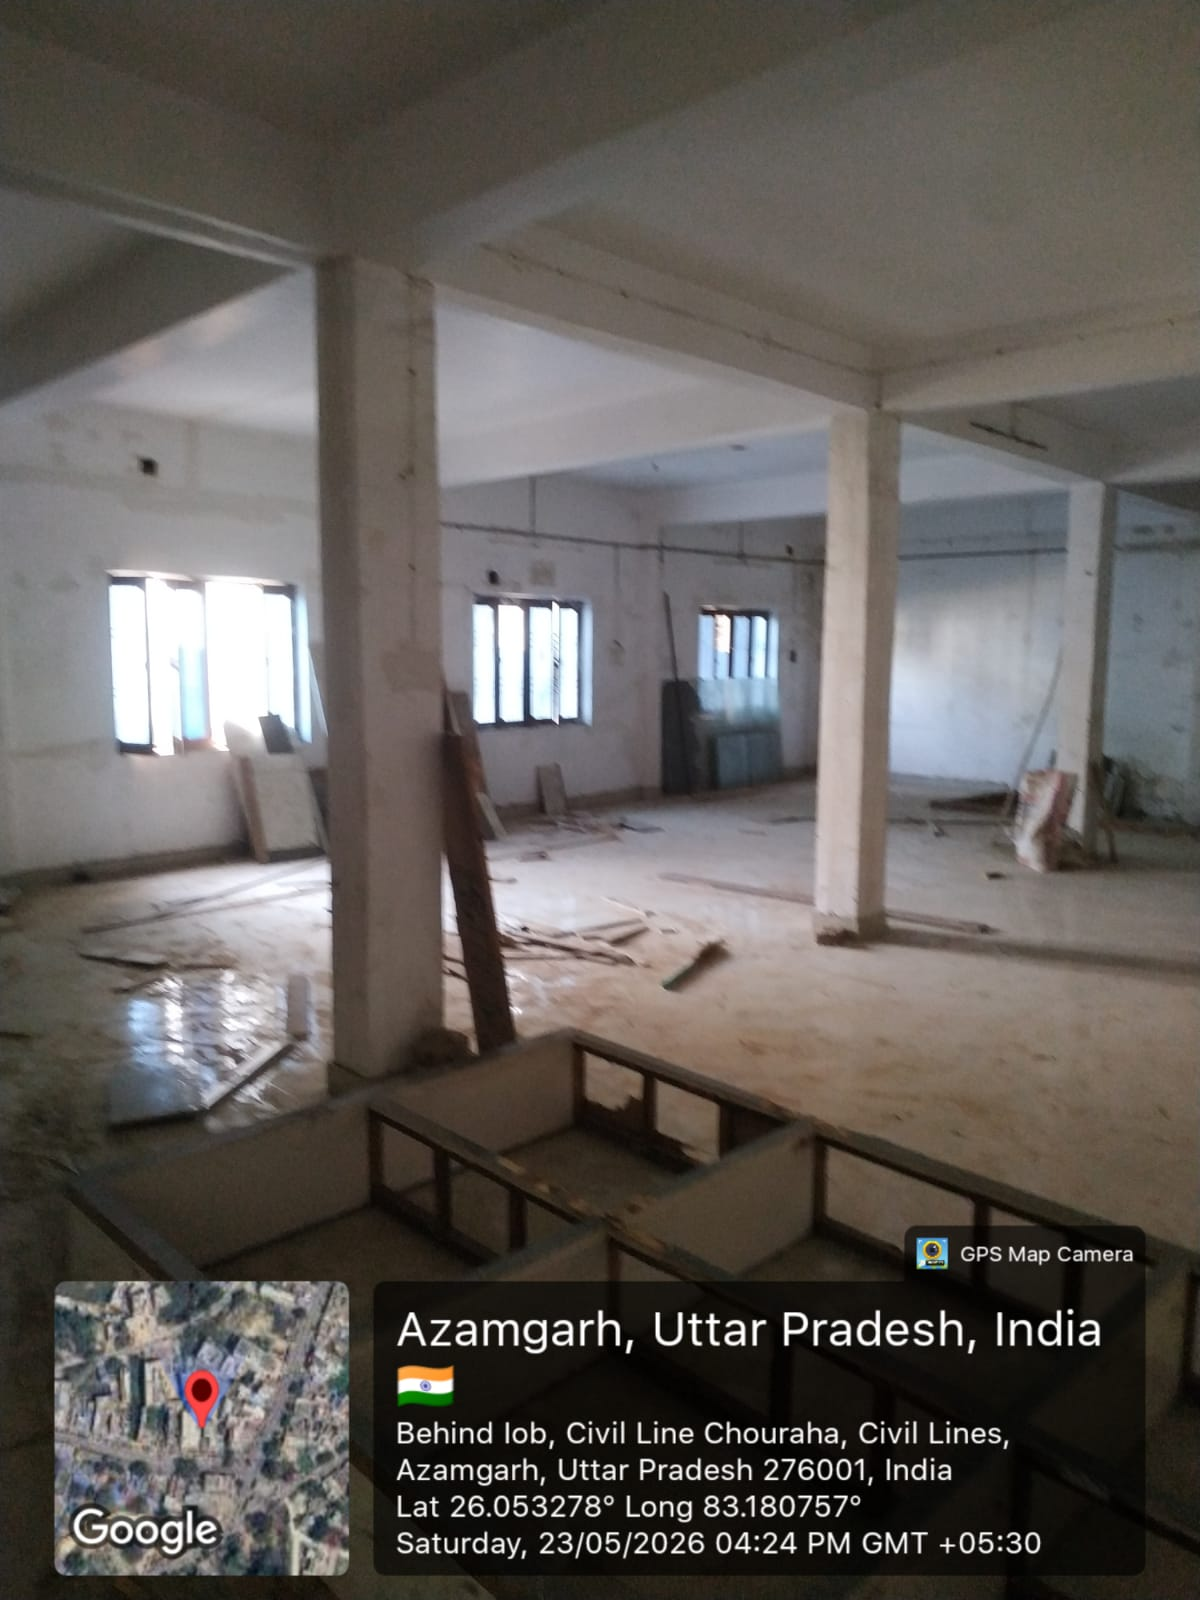 GPS Map Camera
Azamgarh, Uttar Pradesh, India
🇮🇳
Behind Iob, Civil Line Chouraha, Civil Lines,
Azamgarh, Uttar Pradesh 276001, India
Lat 26.053278° Long 83.180757°
Saturday, 23/05/2026 04:24 PM GMT +05:30
Google